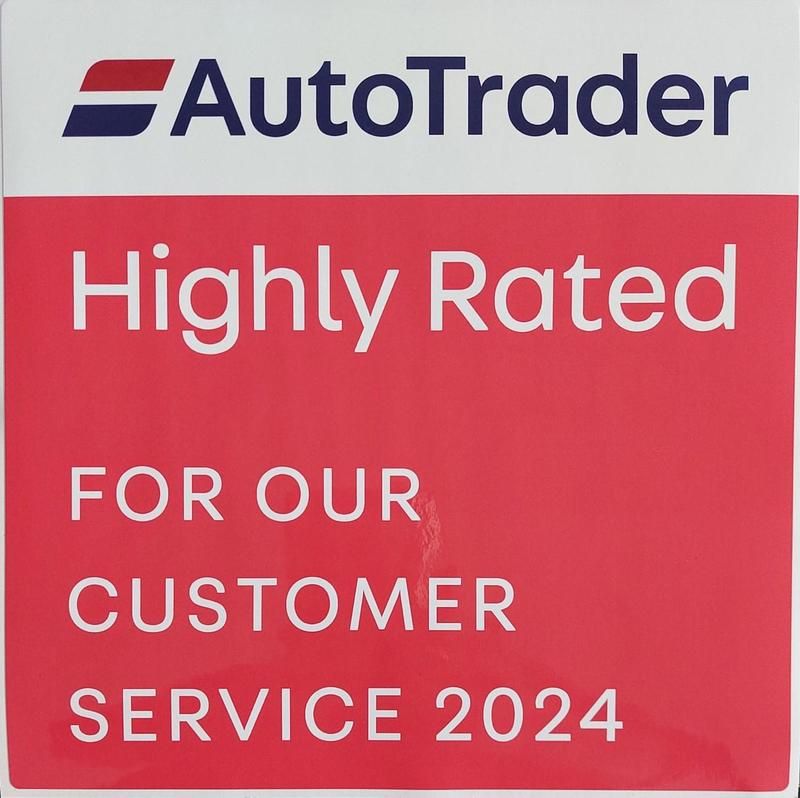 AutoTrader
Highly Rated
FOR OUR
CUSTOMER
SERVICE 2024